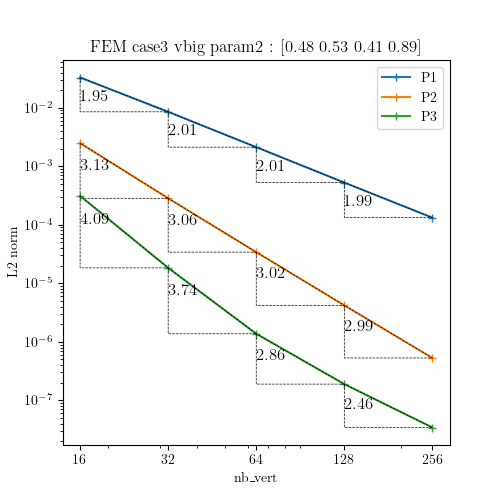 FEM case3 vbig param2 : [0.48 0.53 0.41 0.89]
P1
P2
P3
L2 norm
10⁻²
10⁻³
10⁻⁴
10⁻⁵
10⁻⁶
10⁻⁷
1.95
2.01
2.01
1.99
3.13
3.06
3.02
2.99
4.09
3.74
2.86
2.46
16 32 64 128 256
nb_vert